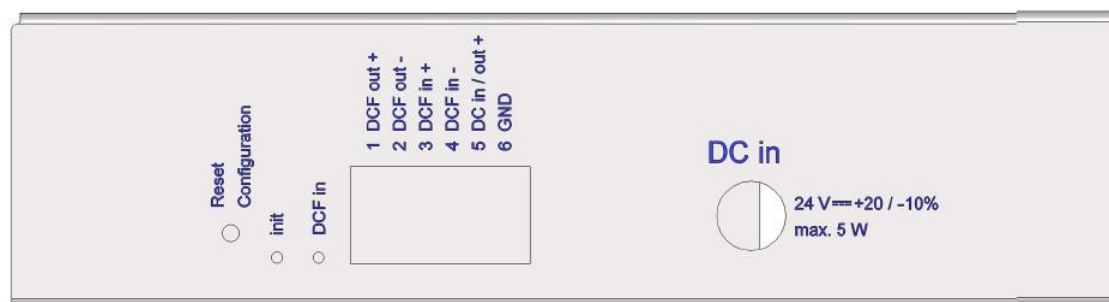 Reset
Configuration
init
DCF in
1 DCF out +
2 DCF out -
3 DCF in +
4 DCF in -
5 DC in / out +
6 GND
DC in
24 V⎓+20 / -10%
max. 5 W